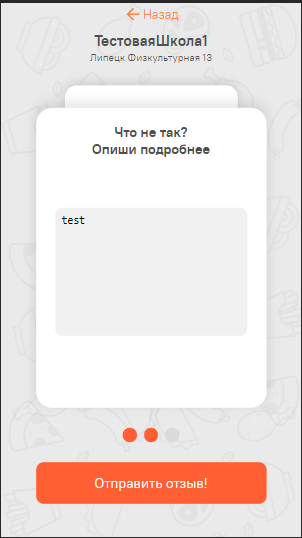 Назад
ТестоваяШкола1
Липецк Физкультурная 13
Что не так?
Опиши подробнее
test
Отправить отзыв!